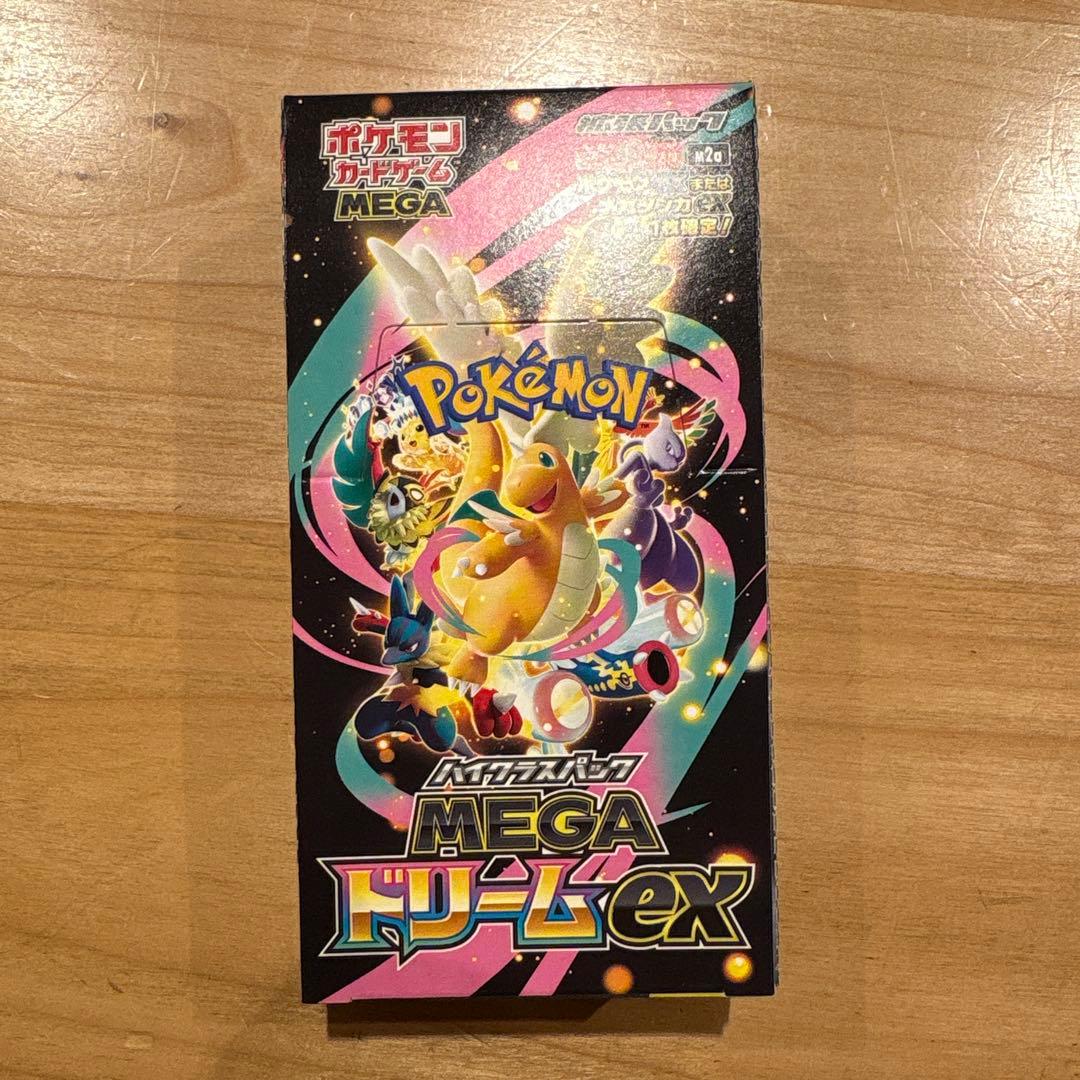 ポケモン
カードゲーム
MEGA
拡張パック
M2a
または
ex
1枚確定!
POKÉMON
TM
ハイクラスパック
MEGA
ドリームex